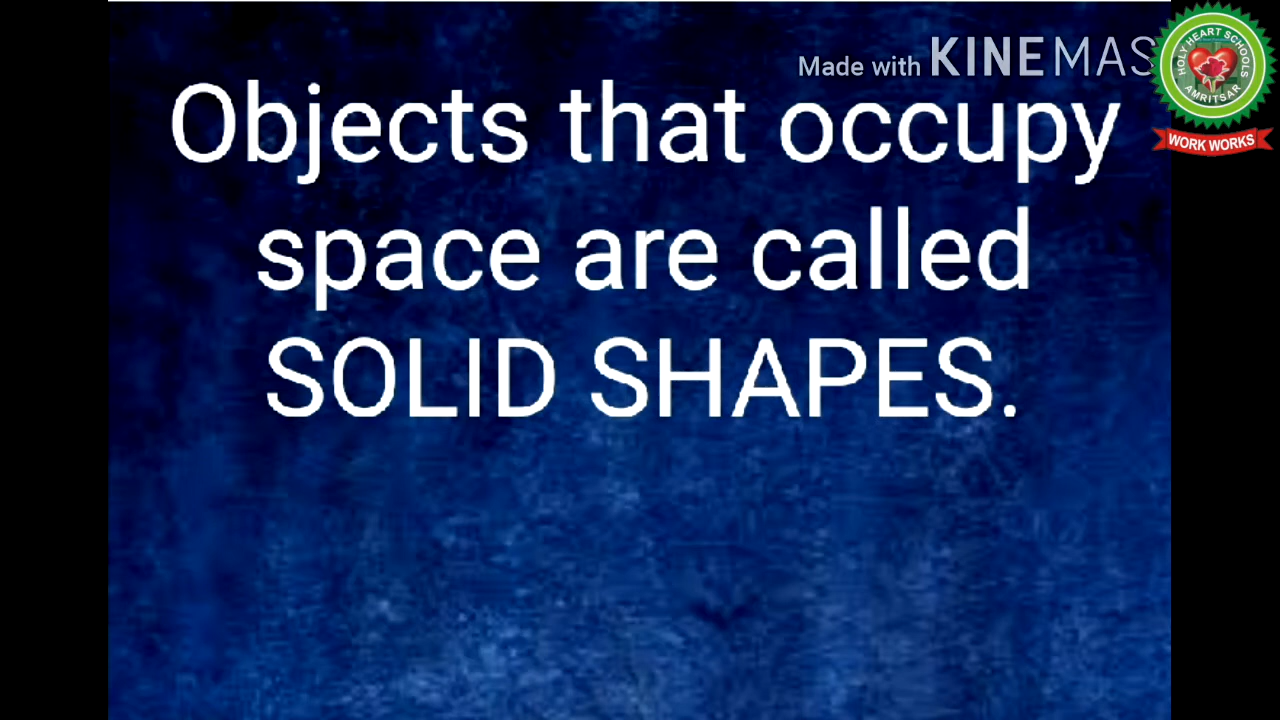 Made with KINEMAS
HOLY HEART SCHOOLS
AMRITSAR
WORK WORKS
Objects that occupy
space are called
SOLID SHAPES.